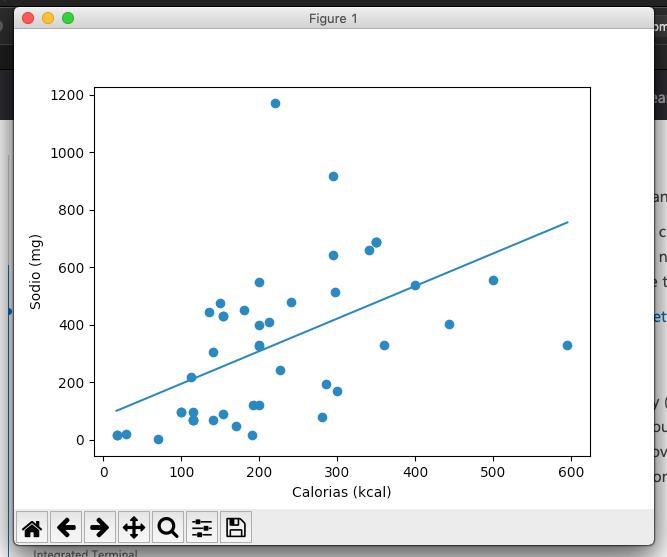 Figure 1
1200
1000
800
600
400
200
0
Sodio (mg)
0 100 200 300 400 500 600
Calorias (kcal)
Integrated Terminal